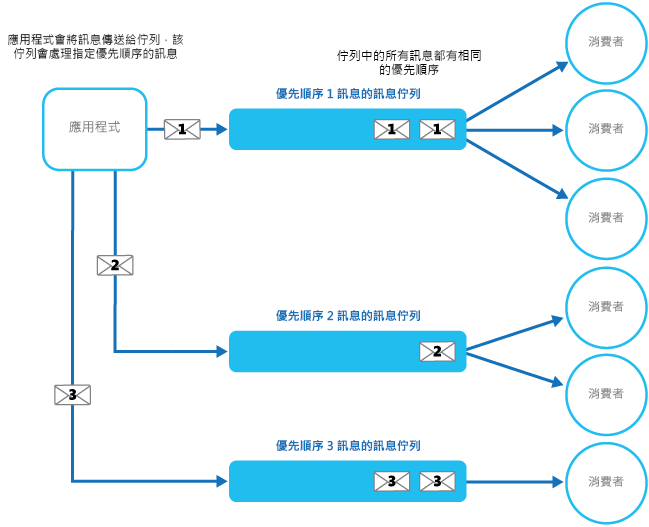 應用程式會將訊息傳送給佇列，該
佇列會處理指定優先順序的訊息
佇列中的所有訊息都有相同
的優先順序
應用程式
1
優先順序 1 訊息的訊息佇列
1 1
消費者
消費者
消費者
2
優先順序 2 訊息的訊息佇列
2
消費者
消費者
3
優先順序 3 訊息的訊息佇列
3 3
消費者